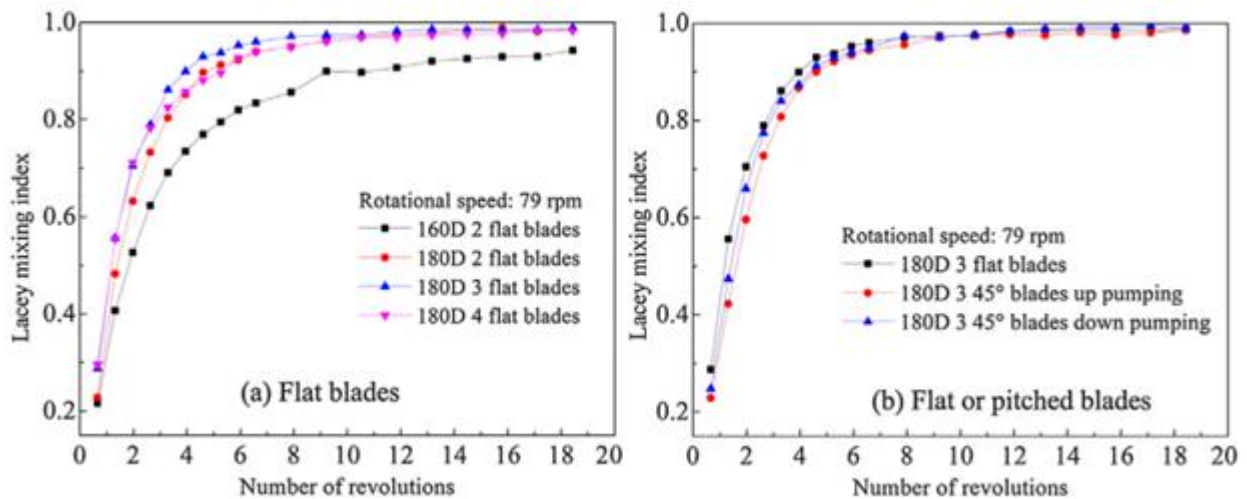 Lacey mixing index
1.0
0.8
0.6
0.4
0.2
Rotational speed: 79 rpm
160D 2 flat blades
180D 2 flat blades
180D 3 flat blades
180D 4 flat blades
(a) Flat blades
0 2 4 6 8 10 12 14 16 18 20
Number of revolutions
Lacey mixing index
1.0
0.8
0.6
0.4
0.2
Rotational speed: 79 rpm
180D 3 flat blades
180D 3 45° blades up pumping
180D 3 45° blades down pumping
(b) Flat or pitched blades
0 2 4 6 8 10 12 14 16 18 20
Number of revolutions